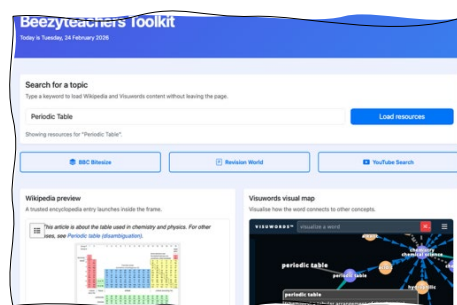 Beezyteachers Toolkit
Today is Tuesday, 24 February 2026
Search for a topic
Type a keyword to load Wikipedia and Visuwords content without leaving the page.
Periodic Table
Load resources
Showing resources for "Periodic Table".
BBC Bitesize
Revision World
YouTube Search
Wikipedia preview
A trusted encyclopedia entry launches inside the frame.
This article is about the table used in chemistry and physics. For other
uses, see Periodic table (disambiguation).
Visuwords visual map
Visualise how the word connects to other concepts.
VISUWORDS™
visualize a word
chemistry
chemical science
periodic table
periodic table
periodic table